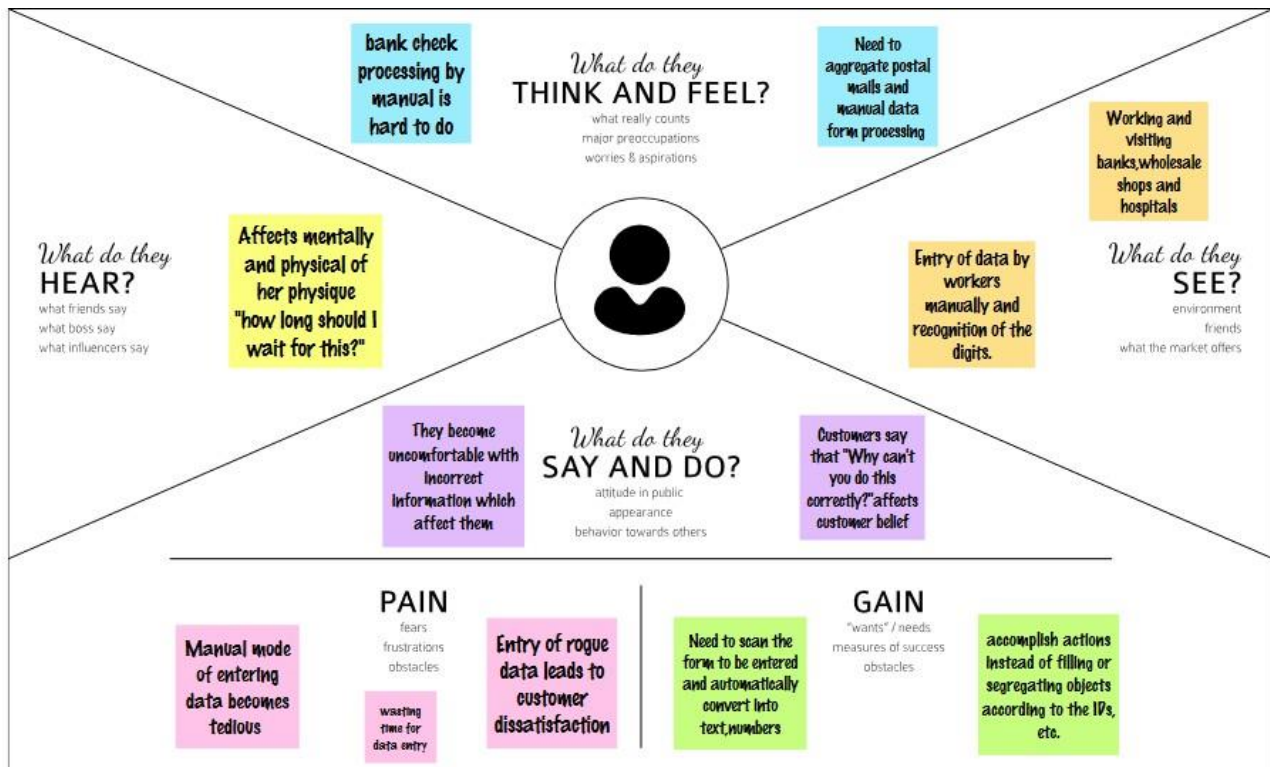 bank check
processing by
manual is
hard to do
What do they
THINK AND FEEL?
what really counts
major preoccupations
worries & aspirations
Need to
aggregate postal
mails and
manual data
form processing
Working and
visiting
banks,wholesale
shops and
hospitals
What do they
HEAR?
what friends say
what boss say
what influencers say
Affects mentally
and physical of
her physique
"how long should I
wait for this?"
Entry of data by
workers
manually and
recognition of the
digits.
What do they
SEE?
environment
friends
what the market offers
They become
uncomfortable with
incorrect
information which
affect them
What do they
SAY AND DO?
attitude in public
appearance
behavior towards others
Customers say
that "Why can't
you do this
correctly?"affects
customer belief
PAIN
fears
frustrations
obstacles
Manual mode
of entering
data becomes
tedious
wasting
time for
data entry
Entry of rogue
data leads to
customer
dissatisfaction
GAIN
"wants" / needs
measures of success
obstacles
Need to scan the
form to be entered
and automatically
convert into
text,numbers
accomplish actions
instead of filling or
segregating objects
according to the IDs,
etc.